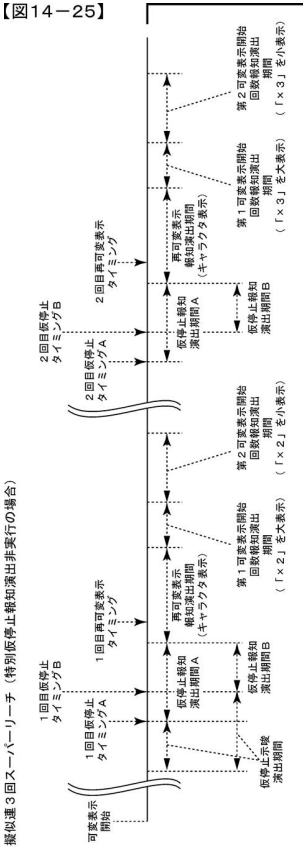 【図14-25】
擬似連3回スーパーリーチ(特別仮停止報知演出非実行の場合)
可変表示
開始
1回目仮停止
タイミングA
1回目仮停止
タイミングB
1回目再可変表示
タイミング
2回目仮停止
タイミングA
2回目仮停止
タイミングB
2回目再可変表示
タイミング
仮停止示唆
演出期間
仮停止報知
演出期間A
仮停止報知
演出期間B
再可変表示
報知演出期間
(キャラクタ表示)
第1可変表示開始
回数報知演出
期間
(「×2」を大表示)
第2可変表示開始
回数報知演出
期間
(「×2」を小表示)
仮停止報知
演出期間A
仮停止報知
演出期間B
再可変表示
報知演出期間
(キャラクタ表示)
第1可変表示開始
回数報知演出
期間
(「×3」を大表示)
第2可変表示開始
回数報知演出
期間
(「×3」を小表示)